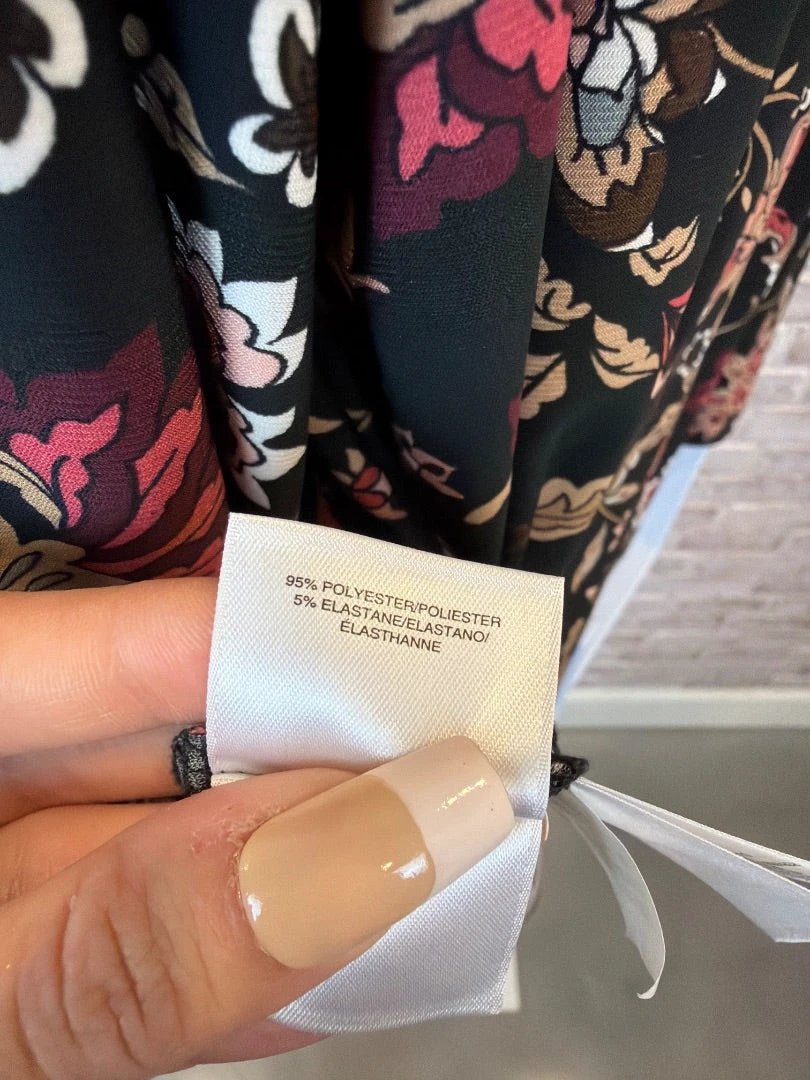 95% POLYESTER/POLIESTER
5% ELASTANE/ELASTANO/
ÉLASTHANNE